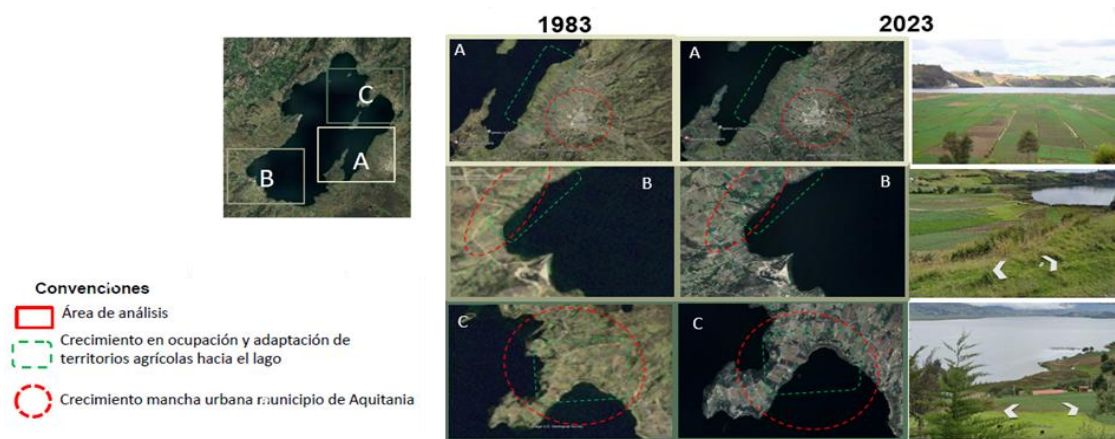 1983
2023
C
A
B
A
A
B
B
C
C
Convenciones
Área de análisis
Crecimiento en ocupación y adaptación de
territorios agrícolas hacia el lago
Crecimiento mancha urbana municipio de Aquitania